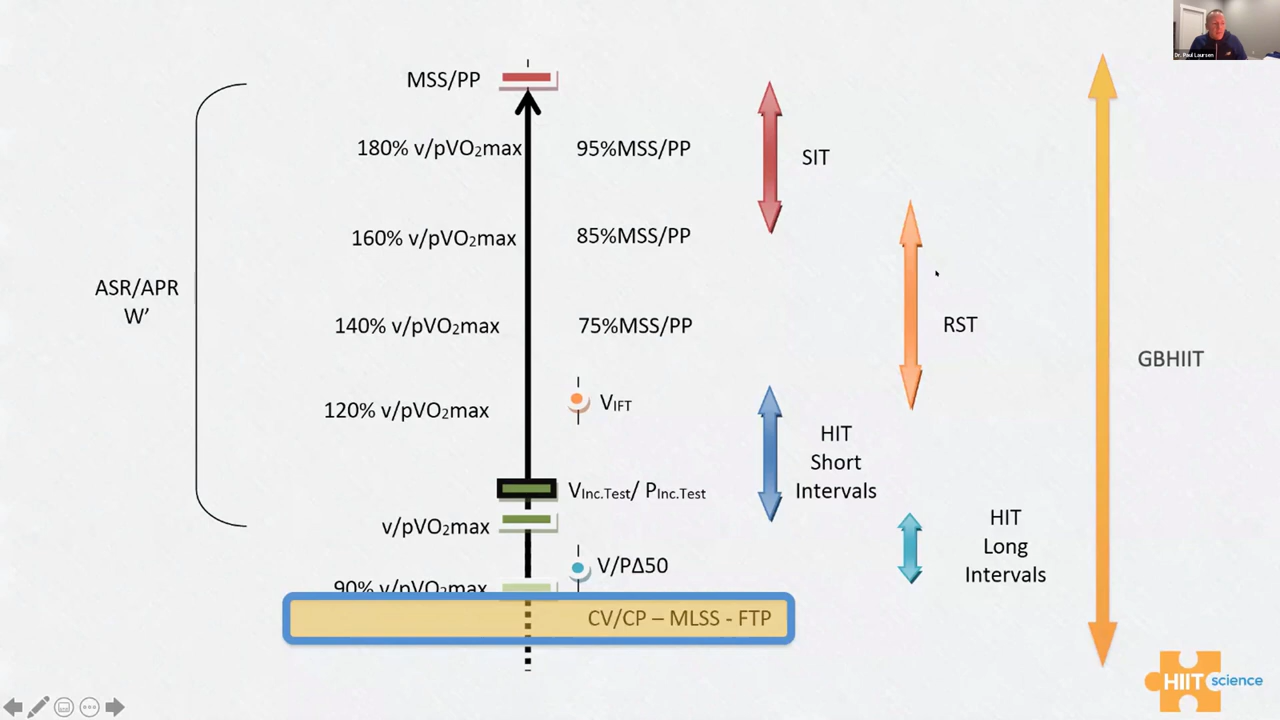 Dr. Paul Laursen
MSS/PP
180% v/pVO₂max
95%MSS/PP
SIT
160% v/pVO₂max
85%MSS/PP
ASR/APR
W’
140% v/pVO₂max
75%MSS/PP
RST
GBHIIT
120% v/pVO₂max
VIFT
HIT
Short
Intervals
VInc.Test/ PInc.Test
v/pVO₂max
HIT
Long
Intervals
V/PΔ50
90% v/pVO₂max
CV/CP – MLSS - FTP
HIIT science